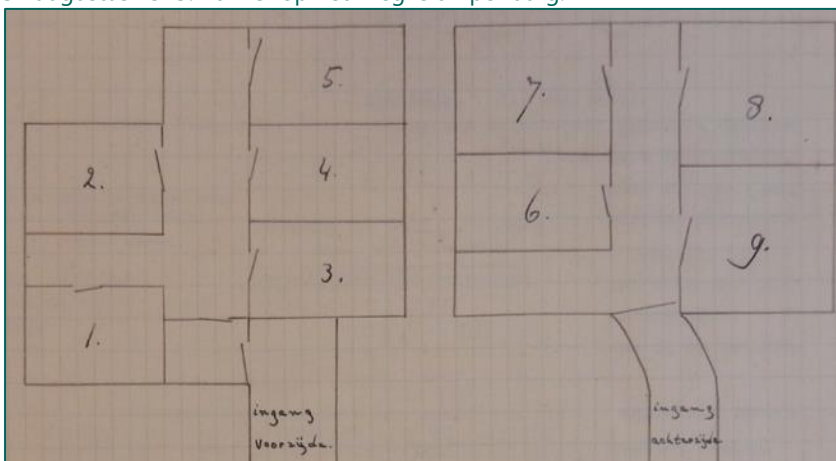 5.
7.
8.
2.
4.
6.
3.
9.
1.
ingang
voorzijde.
ingang
achterzijde